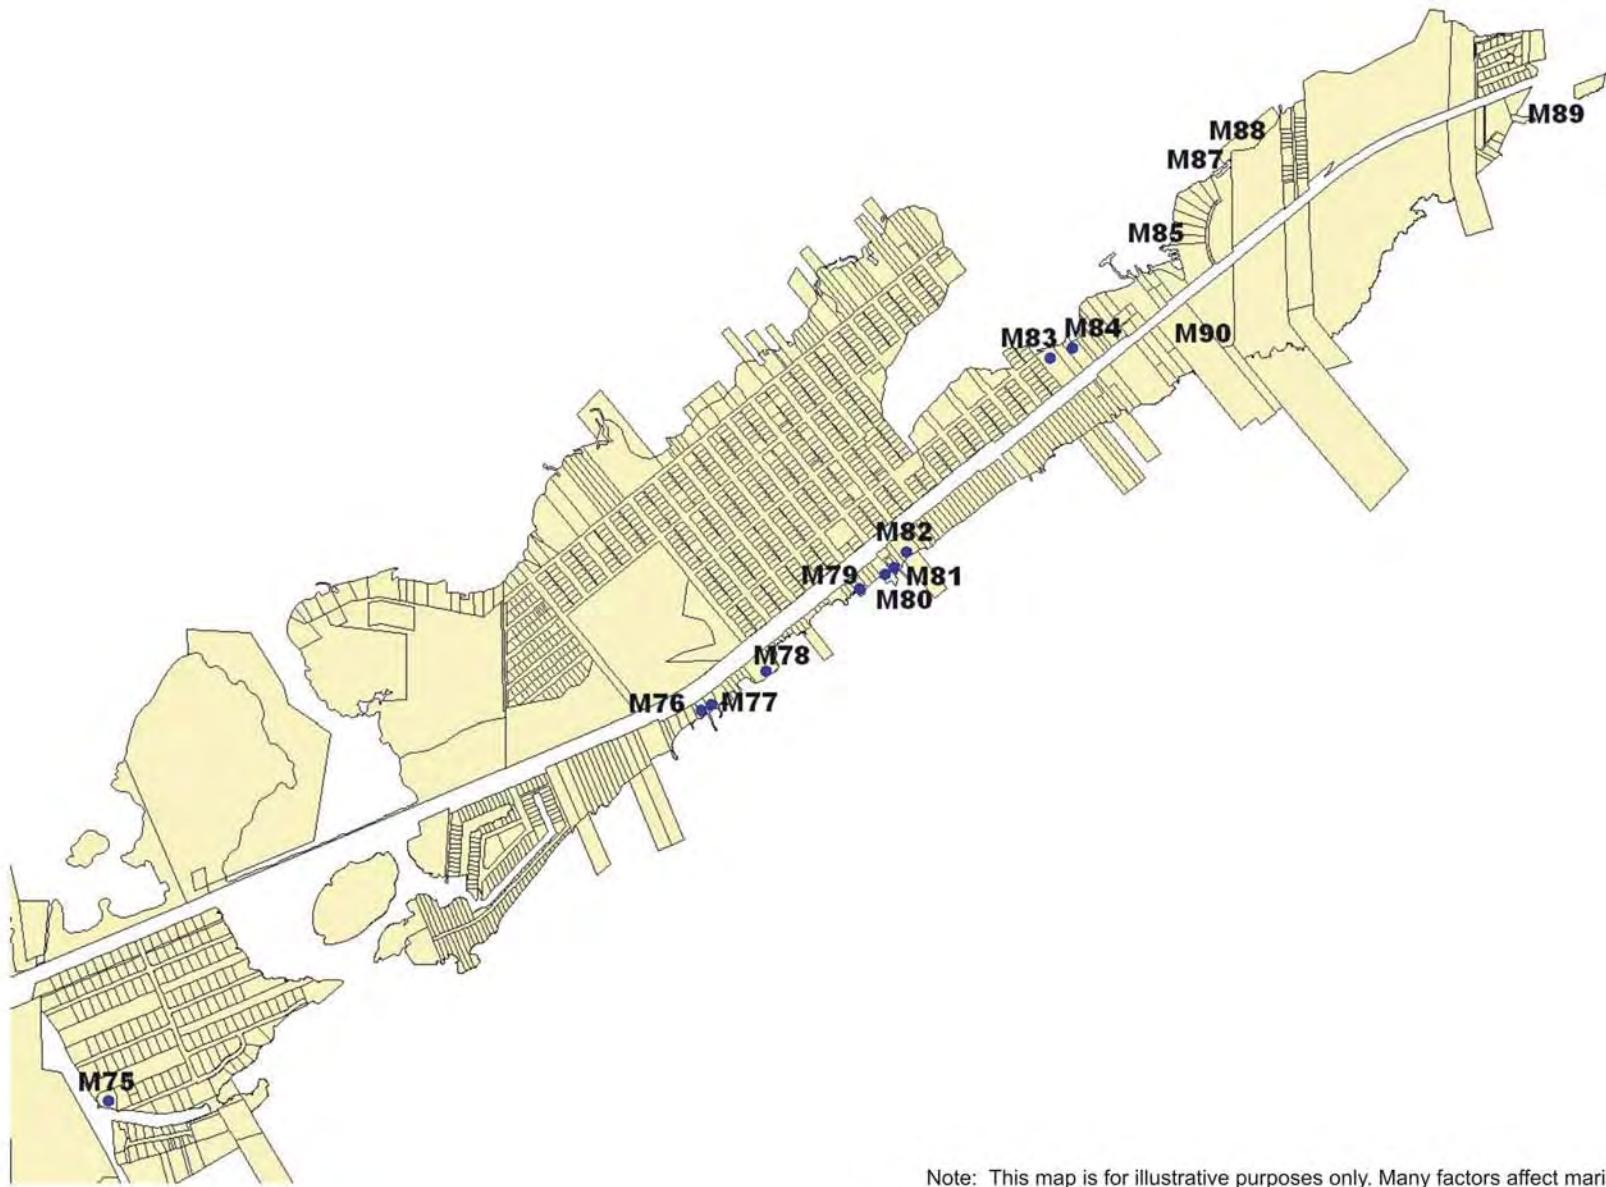 M88
M89
M87
M85
M83
M84
M90
M82
M79
M81
M80
M78
M76
M77
M75
Note: This map is for illustrative purposes only. Many factors affect mari